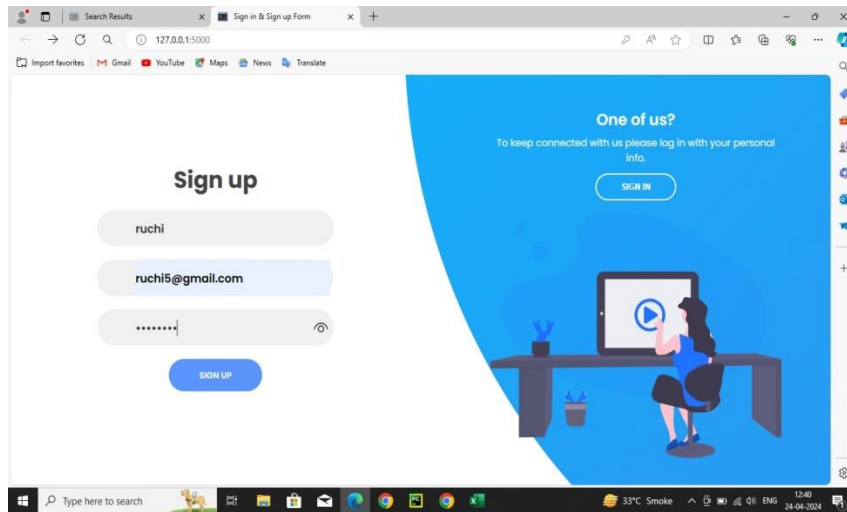 Search Results
Sign in & Sign up Form
127.0.0.1:5000
Import favorites Gmail YouTube Maps News Translate
One of us?
To keep connected with us please log in with your personal
info.
SIGN IN
Sign up
ruchi
ruchi5@gmail.com
••••••••
SIGN UP
Type here to search
33°C Smoke
ENG
12:40
24-04-2024